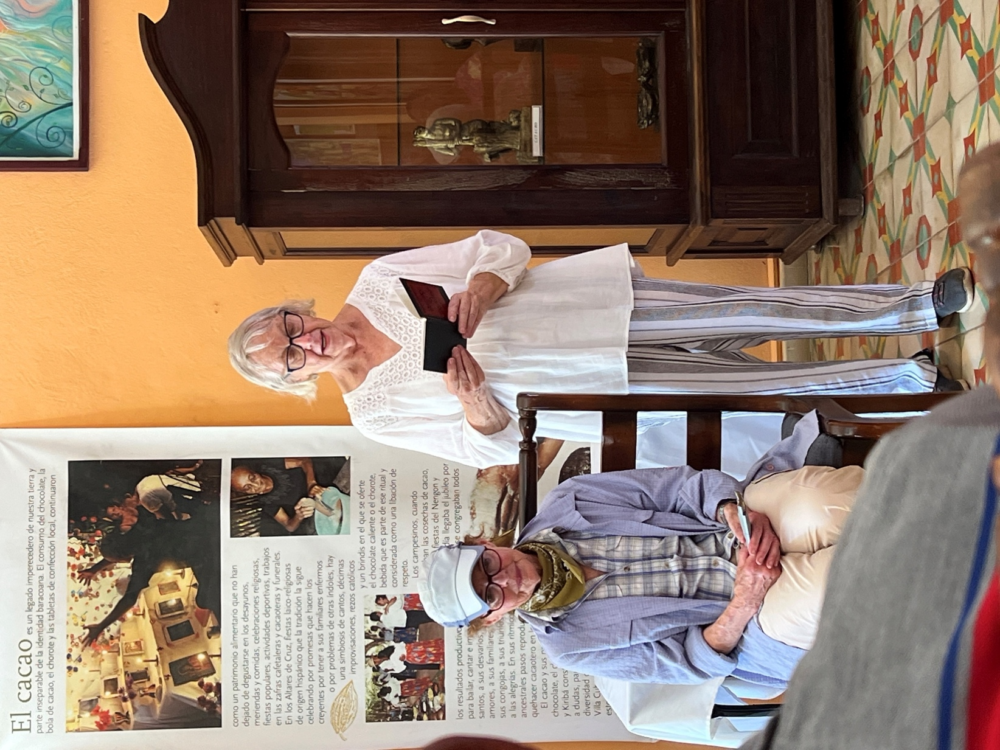 El cacao es un legado imperecedero de nuestra tierra y
parte inseparable de la identidad baracoana. El consumo del chocolate, la
bola de cacao, el chorote y las tabletas de confección local, continuaron
como un patrimonio alimentario que no han
dejado de degustarse en los desayunos,
meriendas y comidas, celebraciones religiosas,
fiestas populares, actividades deportivas, trabajos
en las zafras cafetaleras y cacaoteras y funerales.
En los Altares de Cruz, fiestas laico-religiosas
de origen hispánico que la tradición la sigue
celebrando por promesas que hacen los
creyentes por tener a sus familiares enfermos
o por problemas de otras índoles, hay
una simbiosis de cantos, décimas
improvisaciones, rezos católicos
y un brindis en el que se oferte
el chocolate caliente o el chorote,
bebida que es parte de ese ritual y
considerada como una libación de
respeto.
Los campesinos, cuando
las cosechas de cacao,
fiestas del Nengon y
día llegaba el jubileo por
se congregaban todos
los resultados productivo
para bailar, cantar e
santos, a sus desvaríos,
amores, a sus familiares
sus congojas, a sus
a las alegrías. En sus
ancestrales pasos
quehacer cacaotero en
El cacao y sus
chocolate, el
y Kiribá
a dudas,
diversidad
Villa